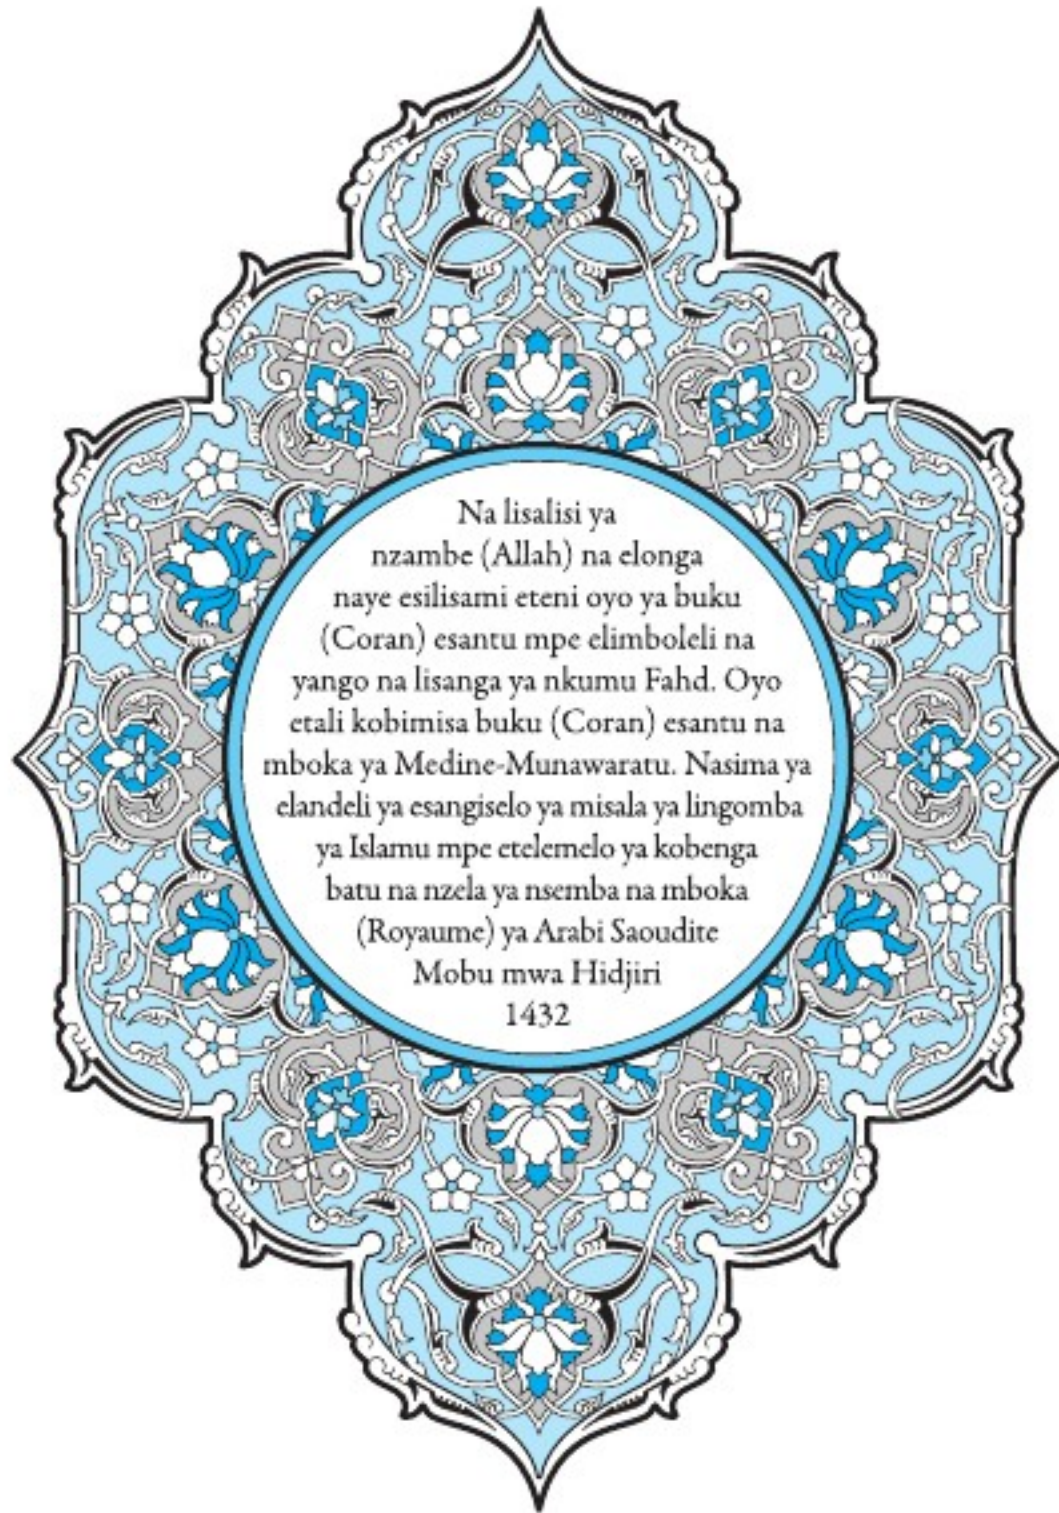 Na lisalisi ya
nzambe (Allah) na elonga
naye esilisami eteni oyo ya buku
(Coran) esantu mpe elimboleli na
yango na lisanga ya nkumu Fahd. Oyo
etali kobimisa buku (Coran) esantu na
mboka ya Medine-Munawaratu. Nasima ya
elandeli ya esangiselo ya misala ya lingomba
ya Islamu mpe etelemelo ya kobenga
batu na nzela ya nsemba na mboka
(Royaume) ya Arabi Saoudite
Mobu mwa Hidjiri
1432